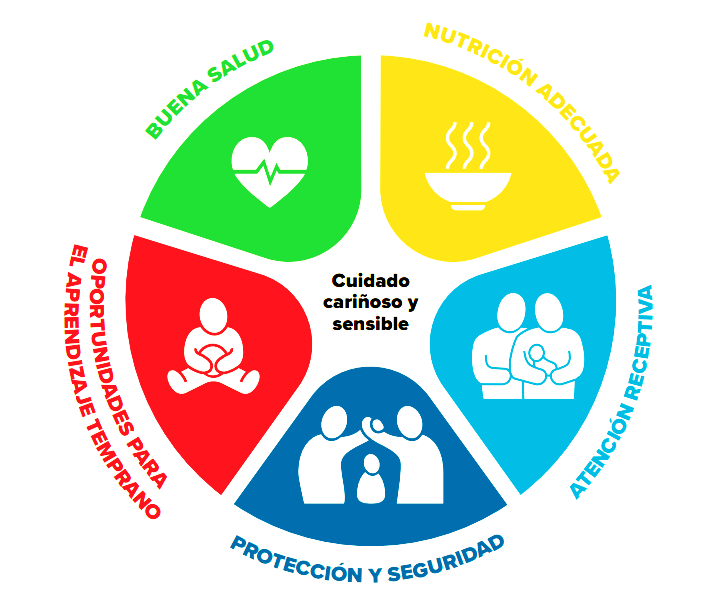 BUENA SALUD
NUTRICIÓN ADECUADA
Cuidado
cariñoso y
sensible
OPORTUNIDADES PARA
EL APRENDIZAJE TEMPRANO
ATENCIÓN RECEPTIVA
PROTECCIÓN Y SEGURIDAD